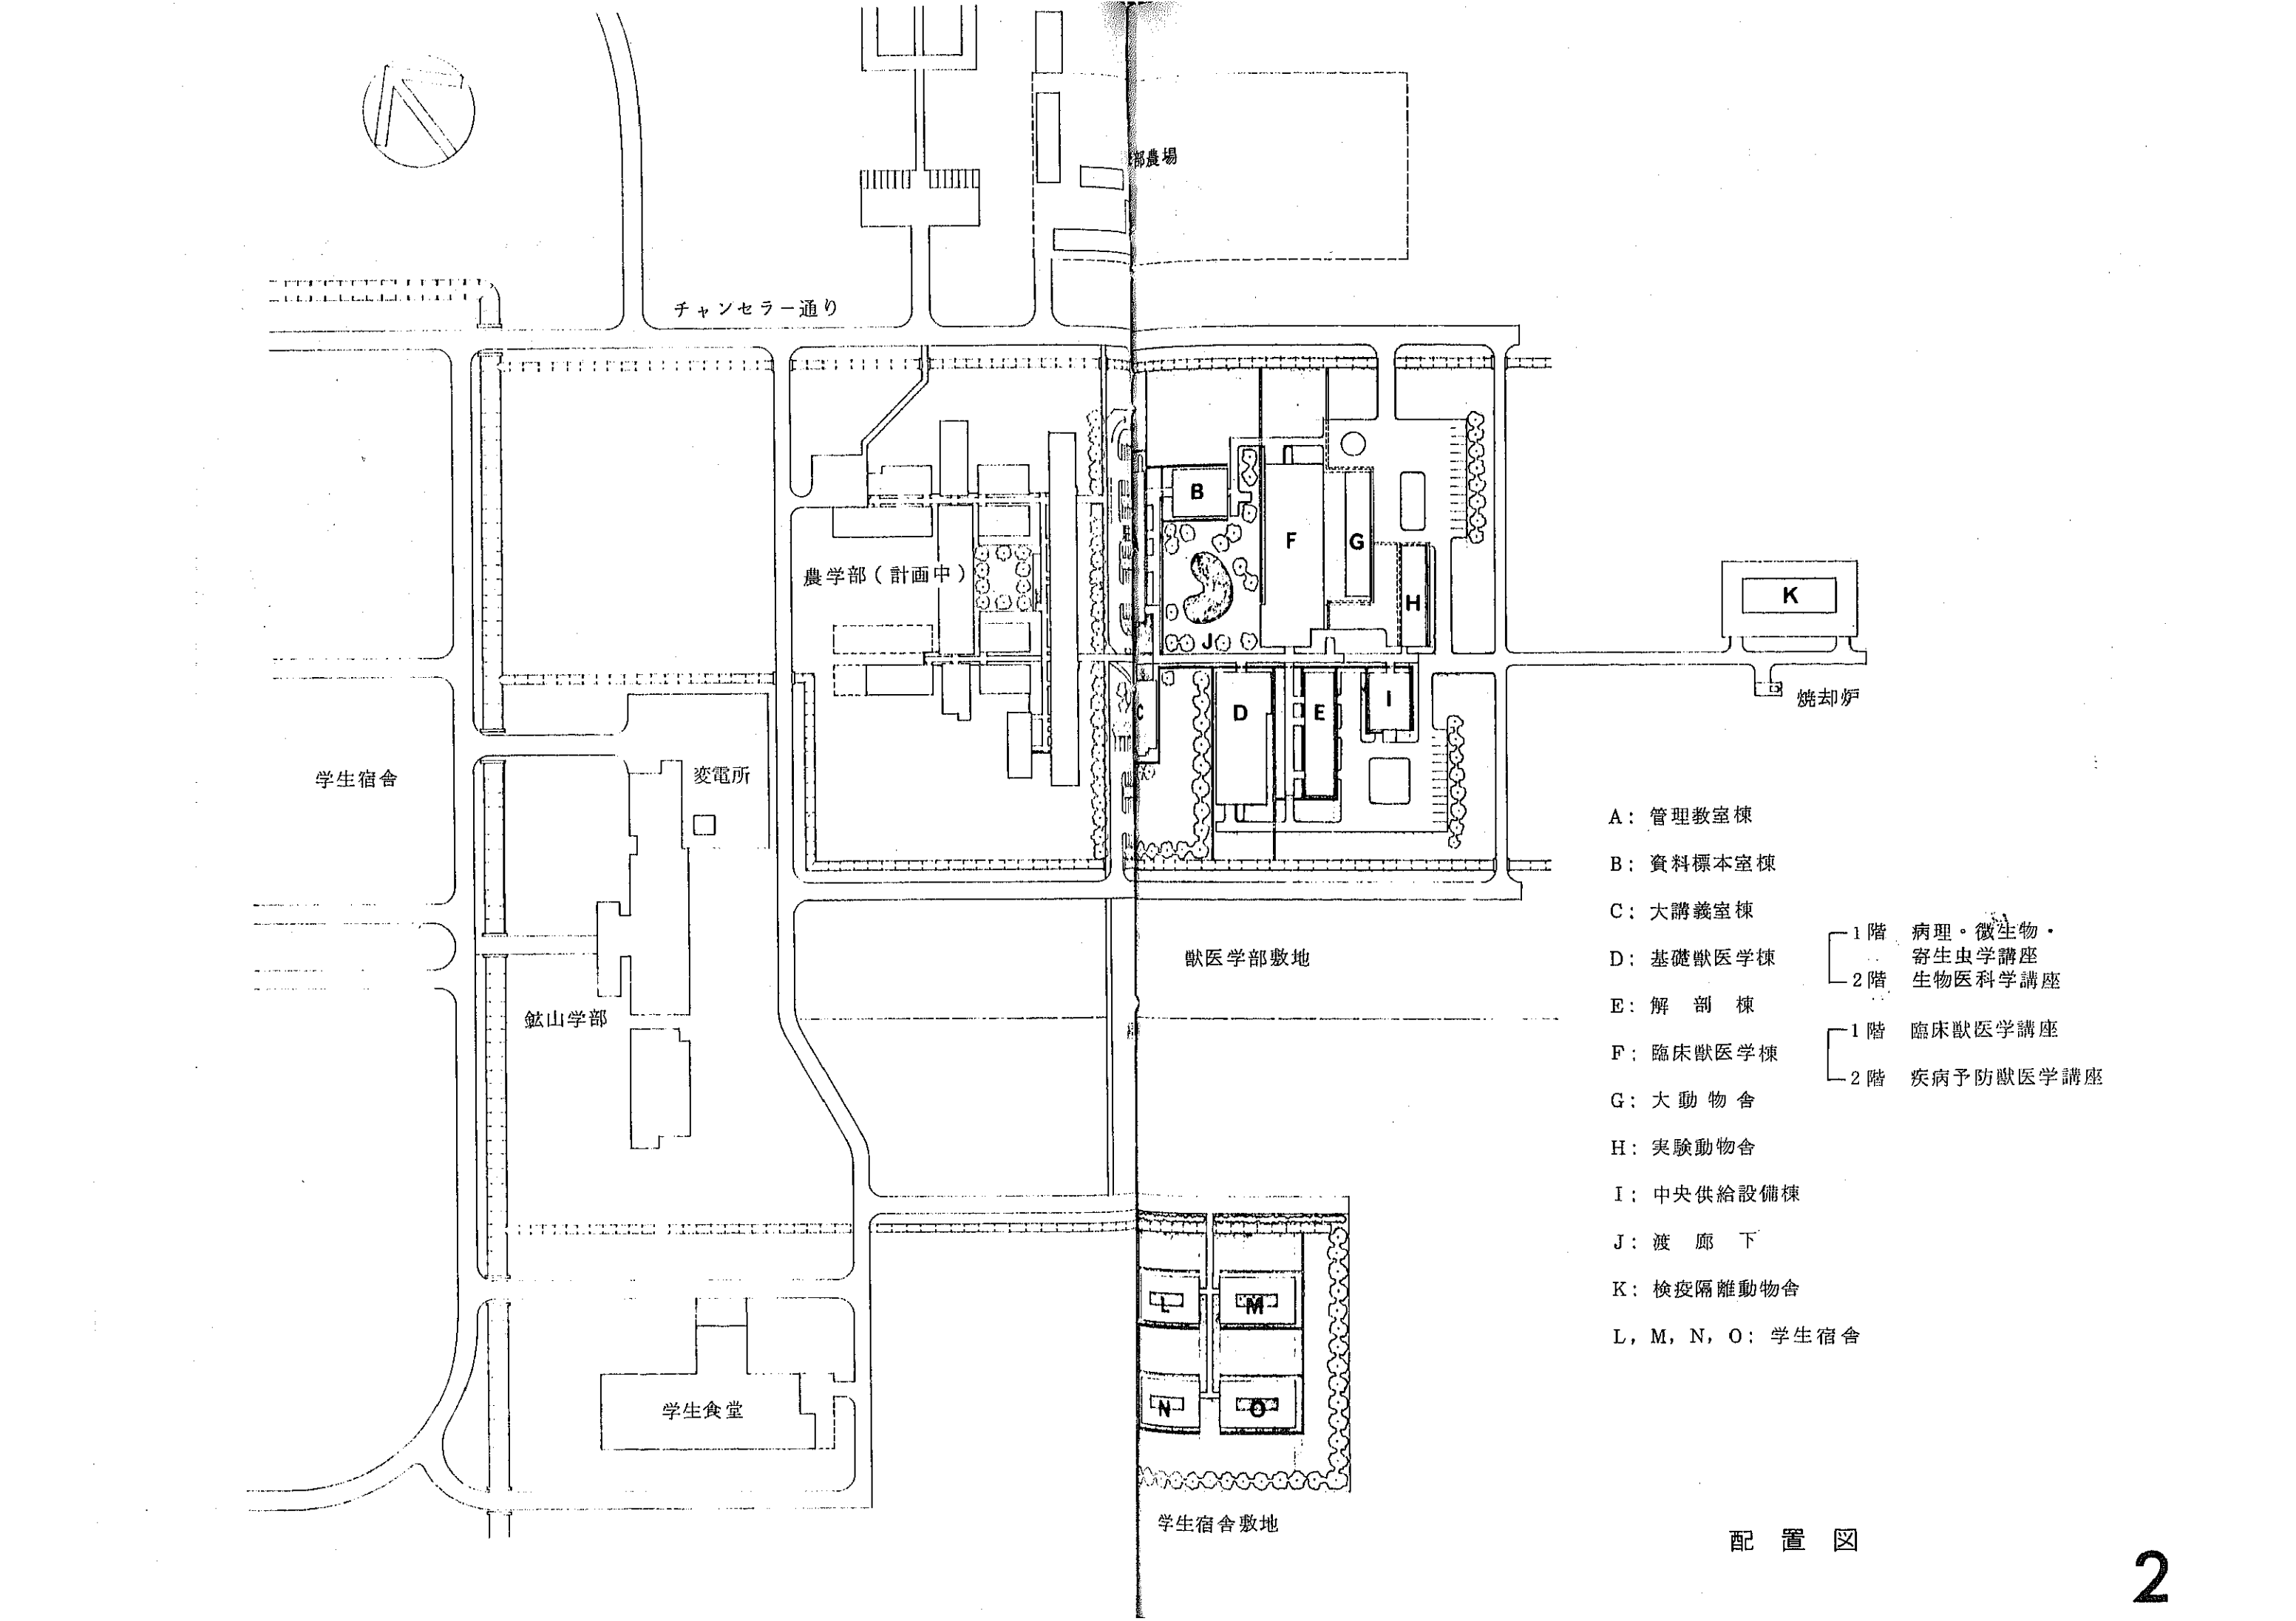 部農場
チャンセラー通り
B
F
G
H
K
農学部(計画中)
J
焼却炉
C
D
E
I
学生宿舎
変電所
獣医学部敷地
鉱山学部
L
M
N
O
学生食堂
学生宿舎敷地
A: 管理教室棟
B: 資料標本室棟
C: 大講義室棟
D: 基礎獣医学棟
1階 病理・微生物・
寄生虫学講座
2階 生物医科学講座
E: 解剖棟
F: 臨床獣医学棟
1階 臨床獣医学講座
2階 疾病予防獣医学講座
G: 大動物舎
H: 実験動物舎
I: 中央供給設備棟
J: 渡廊下
K: 検疫隔離動物舎
L, M, N, O: 学生宿舎
配置図
2